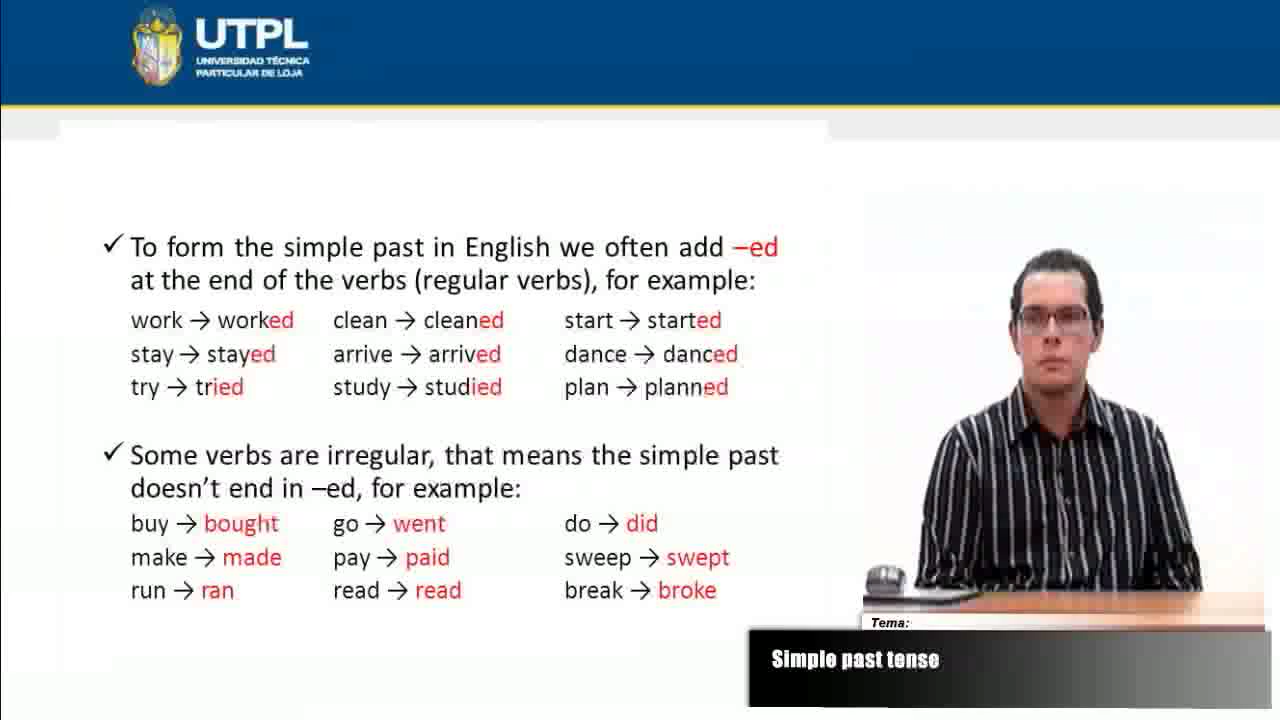 UTPL
UNIVERSIDAD TÉCNICA
PARTICULAR DE LOJA
✓ To form the simple past in English we often add –ed
at the end of the verbs (regular verbs), for example:
work → worked clean → cleaned start → started
stay → stayed arrive → arrived dance → danced
try → tried study → studied plan → planned
✓ Some verbs are irregular, that means the simple past
doesn’t end in –ed, for example:
buy → bought go → went do → did
make → made pay → paid sweep → swept
run → ran read → read break → broke
Tema:
Simple past tense